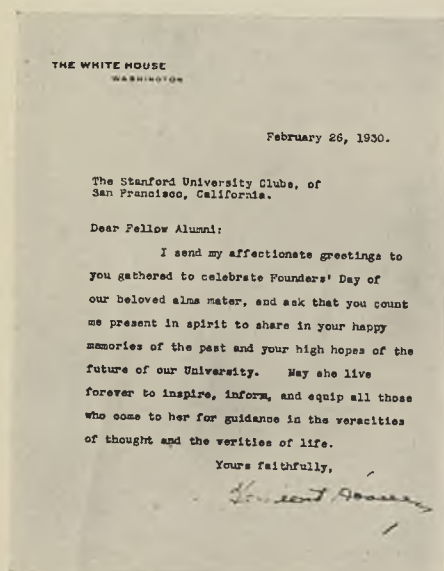 THE WHITE HOUSE
WASHINGTON
February 26, 1930.
The Stanford University Clubs, of
San Francisco, California.
Dear Fellow Alumni:
I send my affectionate greetings to
you gathered to celebrate Founders' Day of
our beloved alma mater, and ask that you count
me present in spirit to share in your happy
memories of the past and your high hopes of the
future of our University. May she live
forever to inspire, inform, and equip all those
who come to her for guidance in the veracities
of thought and the verities of life.
Yours faithfully,